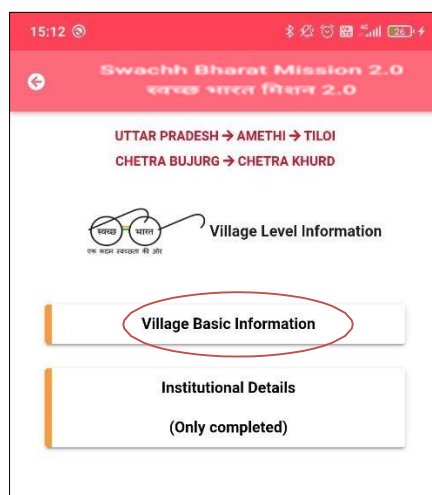 15:12 26
Swachh Bharat Mission 2.0
स्वच्छ भारत मिशन 2.0
UTTAR PRADESH → AMETHI → TILOI
CHETRA BUJURG → CHETRA KHURD
स्वच्छ भारत
एक कदम स्वच्छता की ओर
Village Level Information
Village Basic Information
Institutional Details
(Only completed)